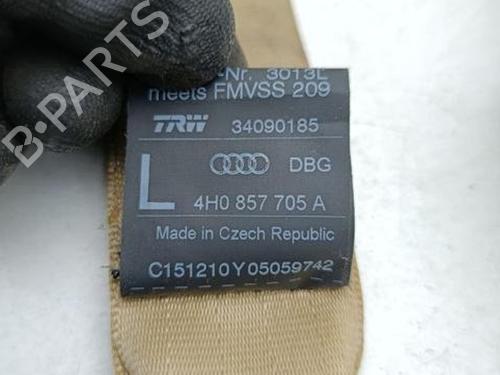 -Nr. 3013L
meets FMVSS 209
TRW 34090185
L DBG
4H0 857 705 A
Made in Czech Republic
C151210Y05059742
B-PARTS